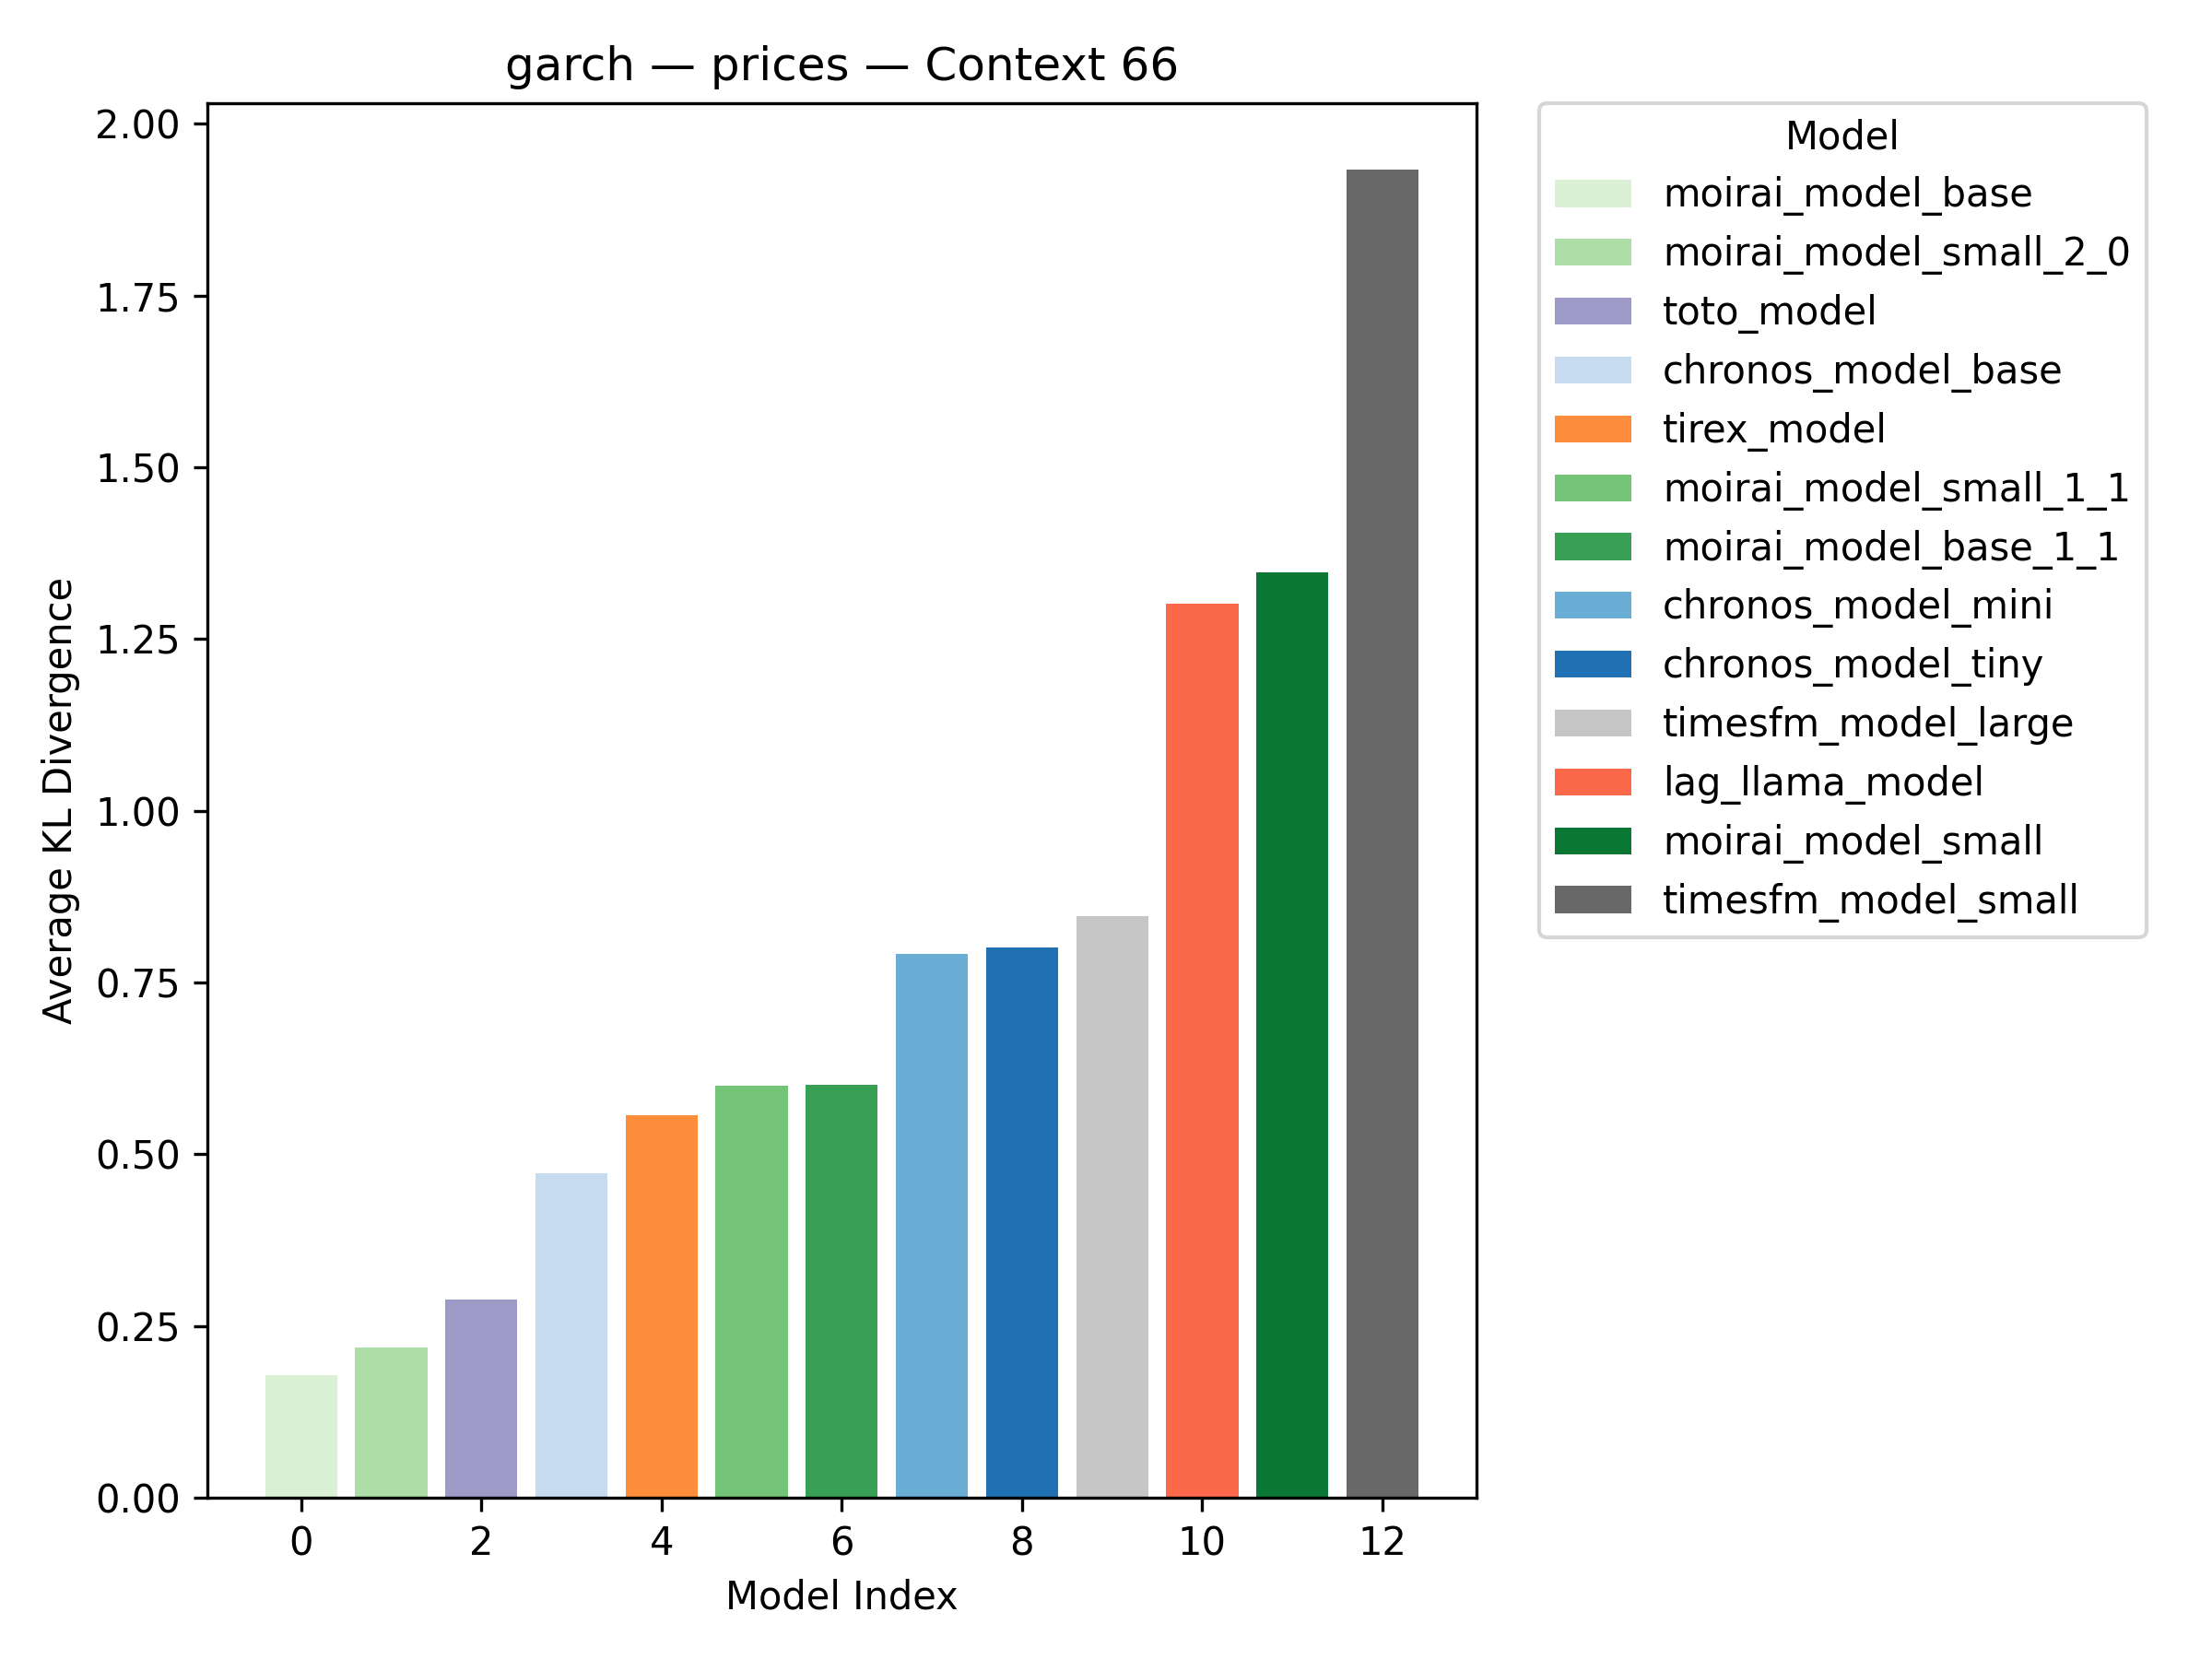 garch — prices — Context 66
2.00
1.75
1.50
1.25
1.00
0.75
0.50
0.25
0.00
Average KL Divergence
0 2 4 6 8 10 12
Model Index
Model
moirai_model_base
moirai_model_small_2_0
toto_model
chronos_model_base
tirex_model
moirai_model_small_1_1
moirai_model_base_1_1
chronos_model_mini
chronos_model_tiny
timesfm_model_large
lag_llama_model
moirai_model_small
timesfm_model_small